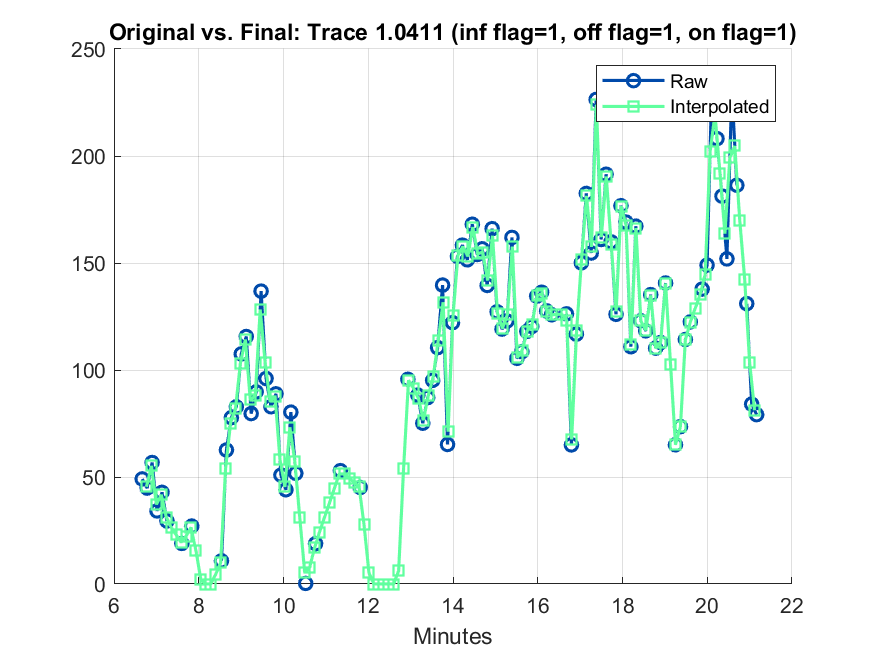 Original vs. Final: Trace 1.0411 (inf flag=1, off flag=1, on flag=1)
250
200
150
100
50
0
Raw
Interpolated
6 8 10 12 14 16 18 20 22
Minutes